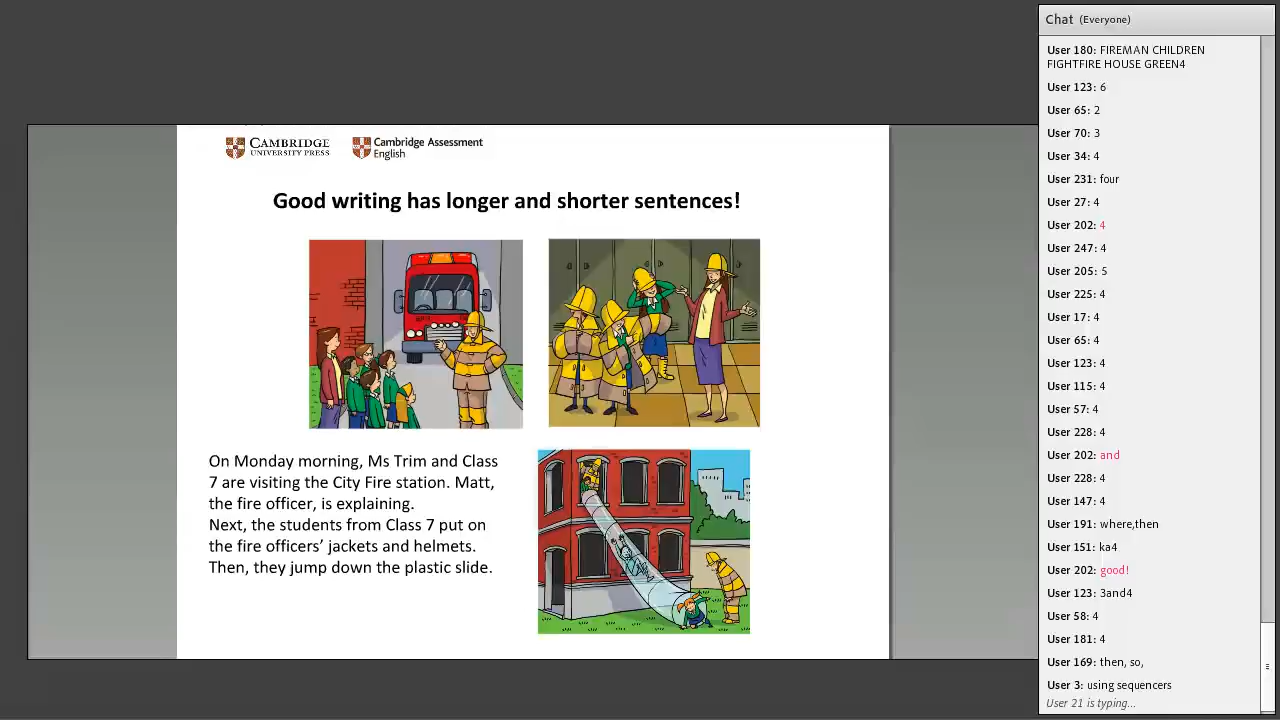 CAMBRIDGE
UNIVERSITY PRESS
Cambridge Assessment
English
Good writing has longer and shorter sentences!
On Monday morning, Ms Trim and Class
7 are visiting the City Fire station. Matt,
the fire officer, is explaining.
Next, the students from Class 7 put on
the fire officers’ jackets and helmets.
Then, they jump down the plastic slide.
Chat (Everyone)
User 180: FIREMAN CHILDREN
FIGHTFIRE HOUSE GREEN4
User 123: 6
User 65: 2
User 70: 3
User 34: 4
User 231: four
User 27: 4
User 202: 4
User 247: 4
User 205: 5
User 225: 4
User 17: 4
User 65: 4
User 123: 4
User 115: 4
User 57: 4
User 228: 4
User 202: and
User 228: 4
User 147: 4
User 191: where,then
User 151: ka4
User 202: good!
User 123: 3and4
User 58: 4
User 181: 4
User 169: then, so,
User 3: using sequencers
User 21 is typing...